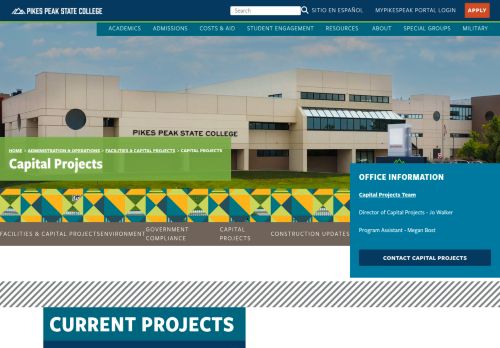 PIKES PEAK STATE COLLEGE
Search
SITIO EN ESPAÑOL
MYPIKESPEAK PORTAL LOGIN
APPLY
ACADEMICS
ADMISSIONS
COSTS & AID
STUDENT ENGAGEMENT
RESOURCES
ABOUT
SPECIAL GROUPS
MILITARY
PIKES PEAK STATE COLLEGE
HOME > ADMINISTRATION & OPERATIONS > FACILITIES & CAPITAL PROJECTS > CAPITAL PROJECTS
Capital Projects
OFFICE INFORMATION
Capital Projects Team
Director of Capital Projects - Jo Walker
Program Assistant - Megan Bost
CONTACT CAPITAL PROJECTS
FACILITIES & CAPITAL PROJECTS
ENVIRONMENT
GOVERNMENT
COMPLIANCE
CAPITAL
PROJECTS
CONSTRUCTION UPDATES
CURRENT PROJECTS